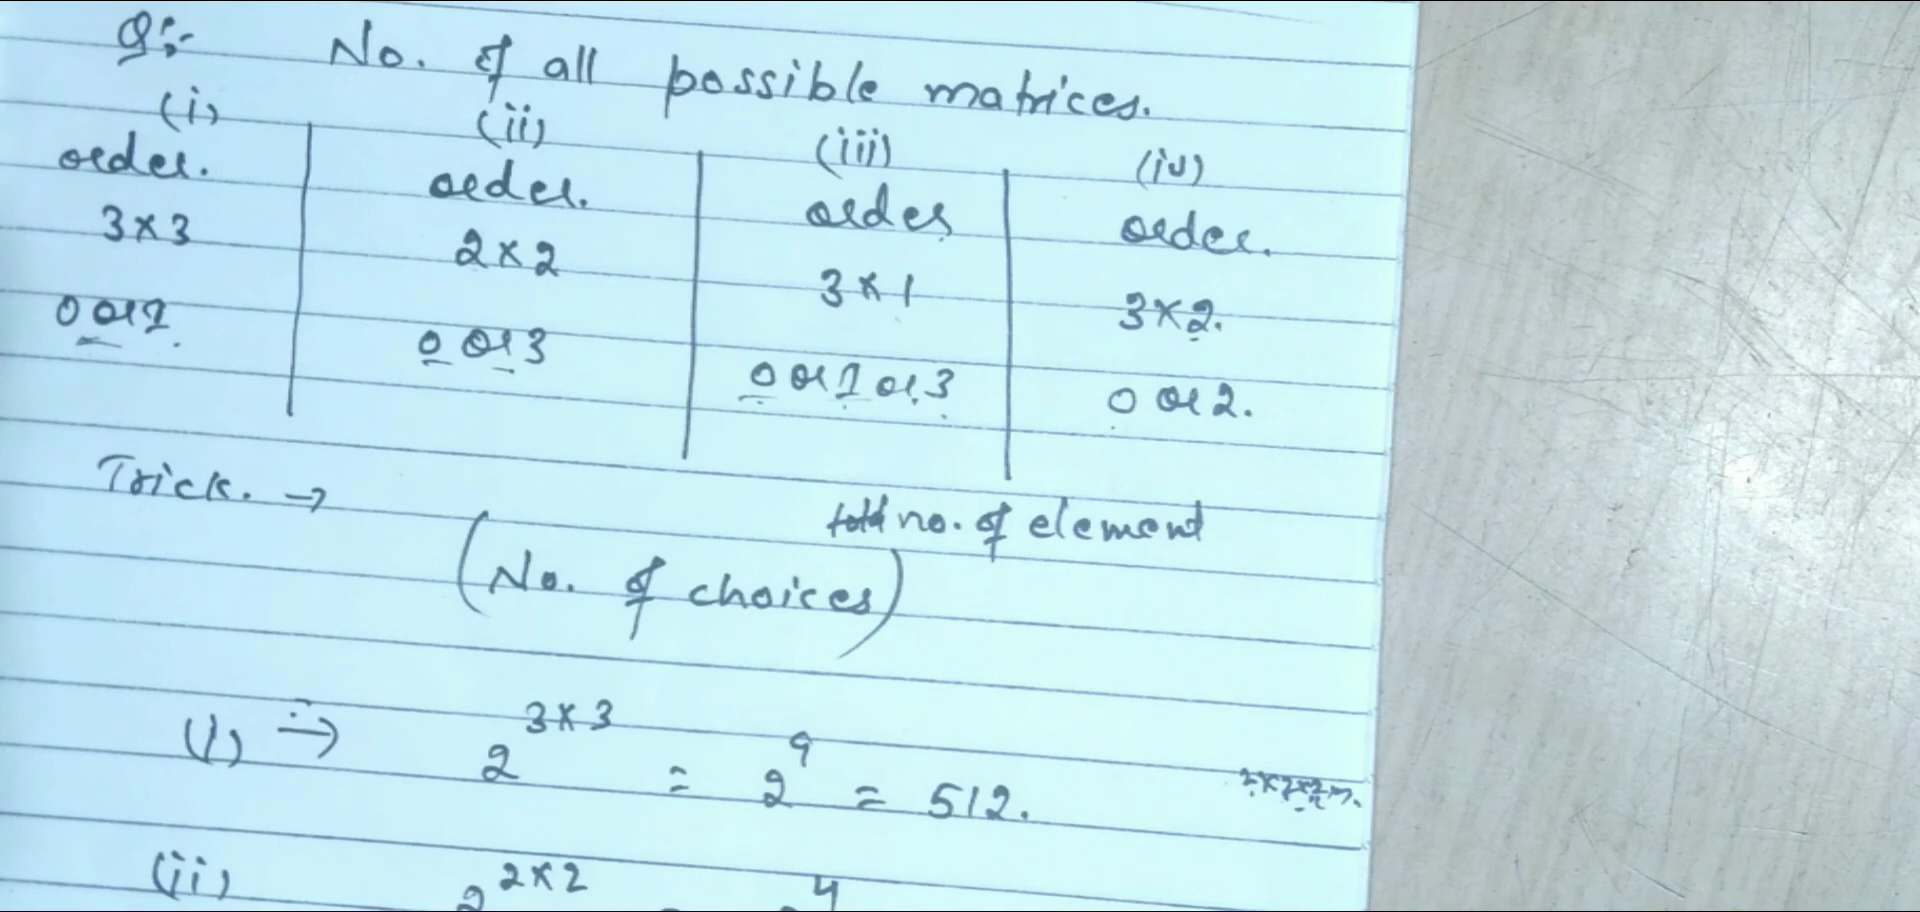 Q:- No. of all possible matrices.
(i) (ii) (iii) (iv)
order. order. order order.
3×3 2×2 3×1 3×2.
0 or 1 0 or 3 0 or 1 or 3 0 or 2.
Trick. →
(No. of choices) total no. of element
(i) ⇒ 2 3×3 = 2 9 = 512.
(ii) 2 2×2 = 2 4